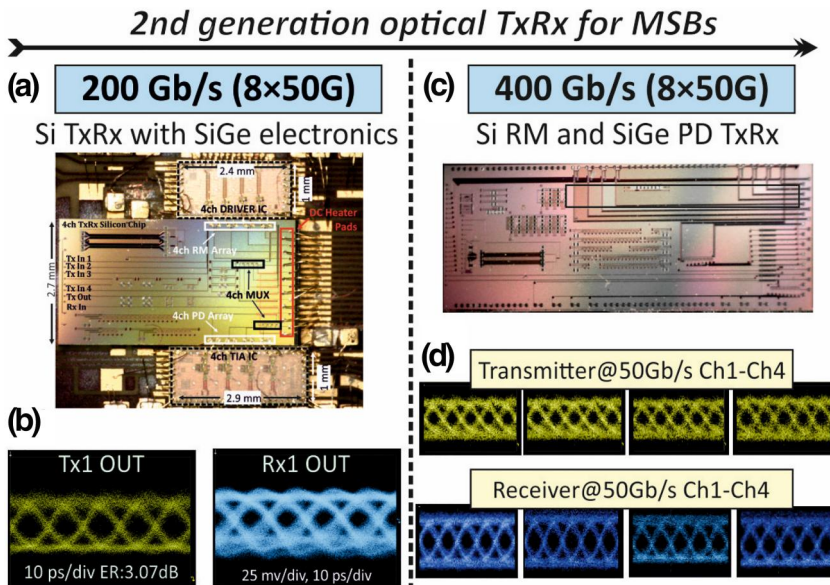 2nd generation optical TxRx for MSBs
(a)
200 Gb/s (8×50G)
Si TxRx with SiGe electronics
2.4 mm
1 mm
4ch DRIVER IC
4ch TxRx Silicon Chip
DC Heater
Pads
4ch RM Array
Tx In 1
Tx In 2
Tx In 3
Tx In 4
Tx Out
Rx In
2.7 mm
4ch MUX
4ch PD Array
4ch TIA IC
1 mm
2.9 mm
(b)
Tx1 OUT
10 ps/div ER:3.07dB
Rx1 OUT
25 mv/div, 10 ps/div
(c)
400 Gb/s (8×50G)
Si RM and SiGe PD TxRx
(d)
Transmitter@50Gb/s Ch1-Ch4
Receiver@50Gb/s Ch1-Ch4